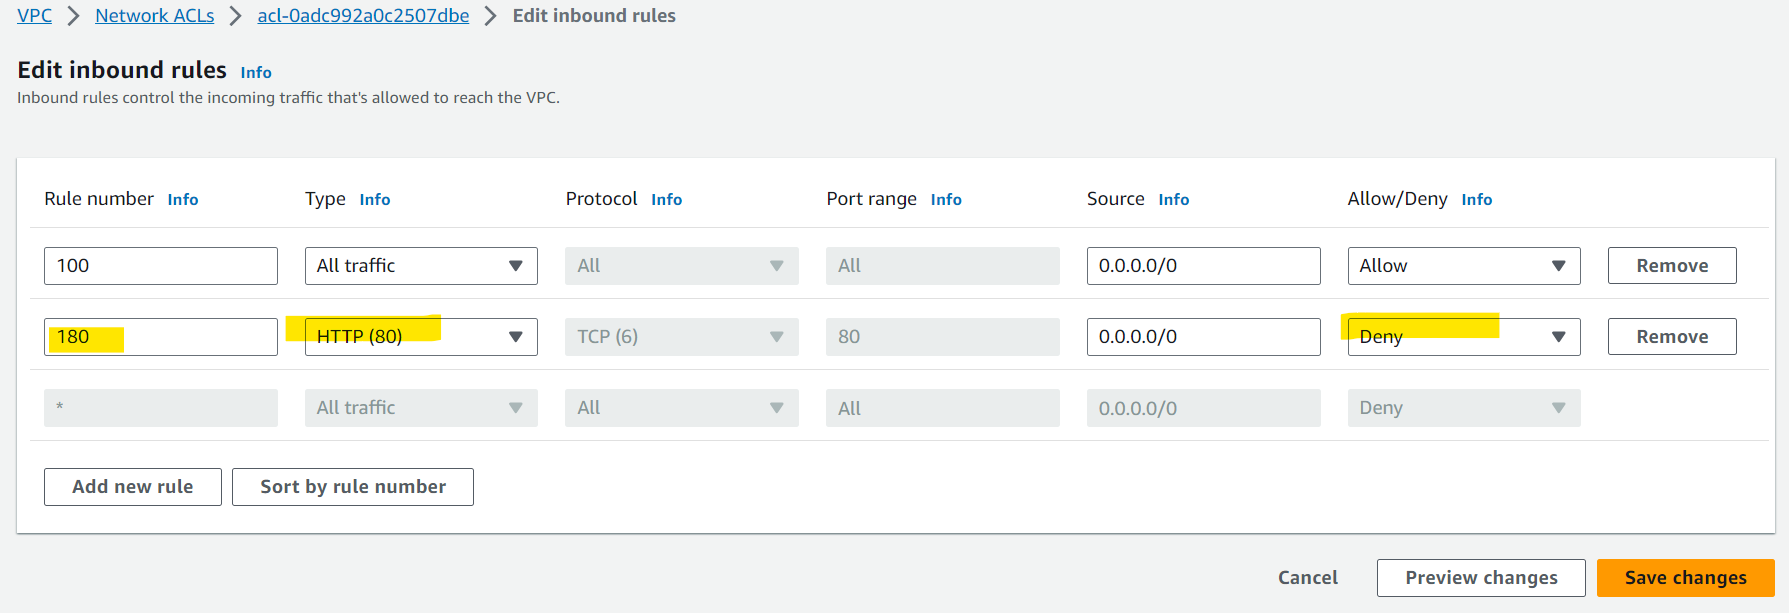 VPC > Network ACLs > acl-0adc992a0c2507dbe > Edit inbound rules
Edit inbound rules Info
Inbound rules control the incoming traffic that's allowed to reach the VPC.
Rule number Info Type Info Protocol Info Port range Info Source Info Allow/Deny Info
100 All traffic All All 0.0.0.0/0 Allow Remove
180 HTTP (80) TCP (6) 80 0.0.0.0/0 Deny Remove
* All traffic All All 0.0.0.0/0 Deny
Add new rule Sort by rule number
Cancel Preview changes Save changes